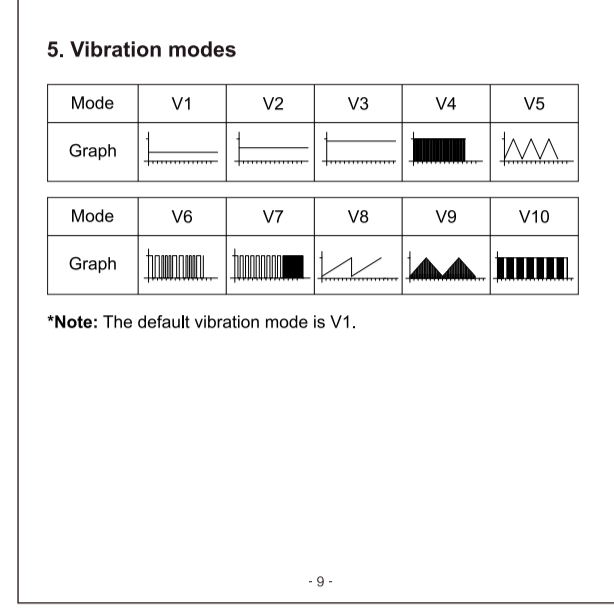 5. Vibration modes
Mode V1 V2 V3 V4 V5
Graph
Mode V6 V7 V8 V9 V10
Graph
*Note: The default vibration mode is V1.
- 9 -